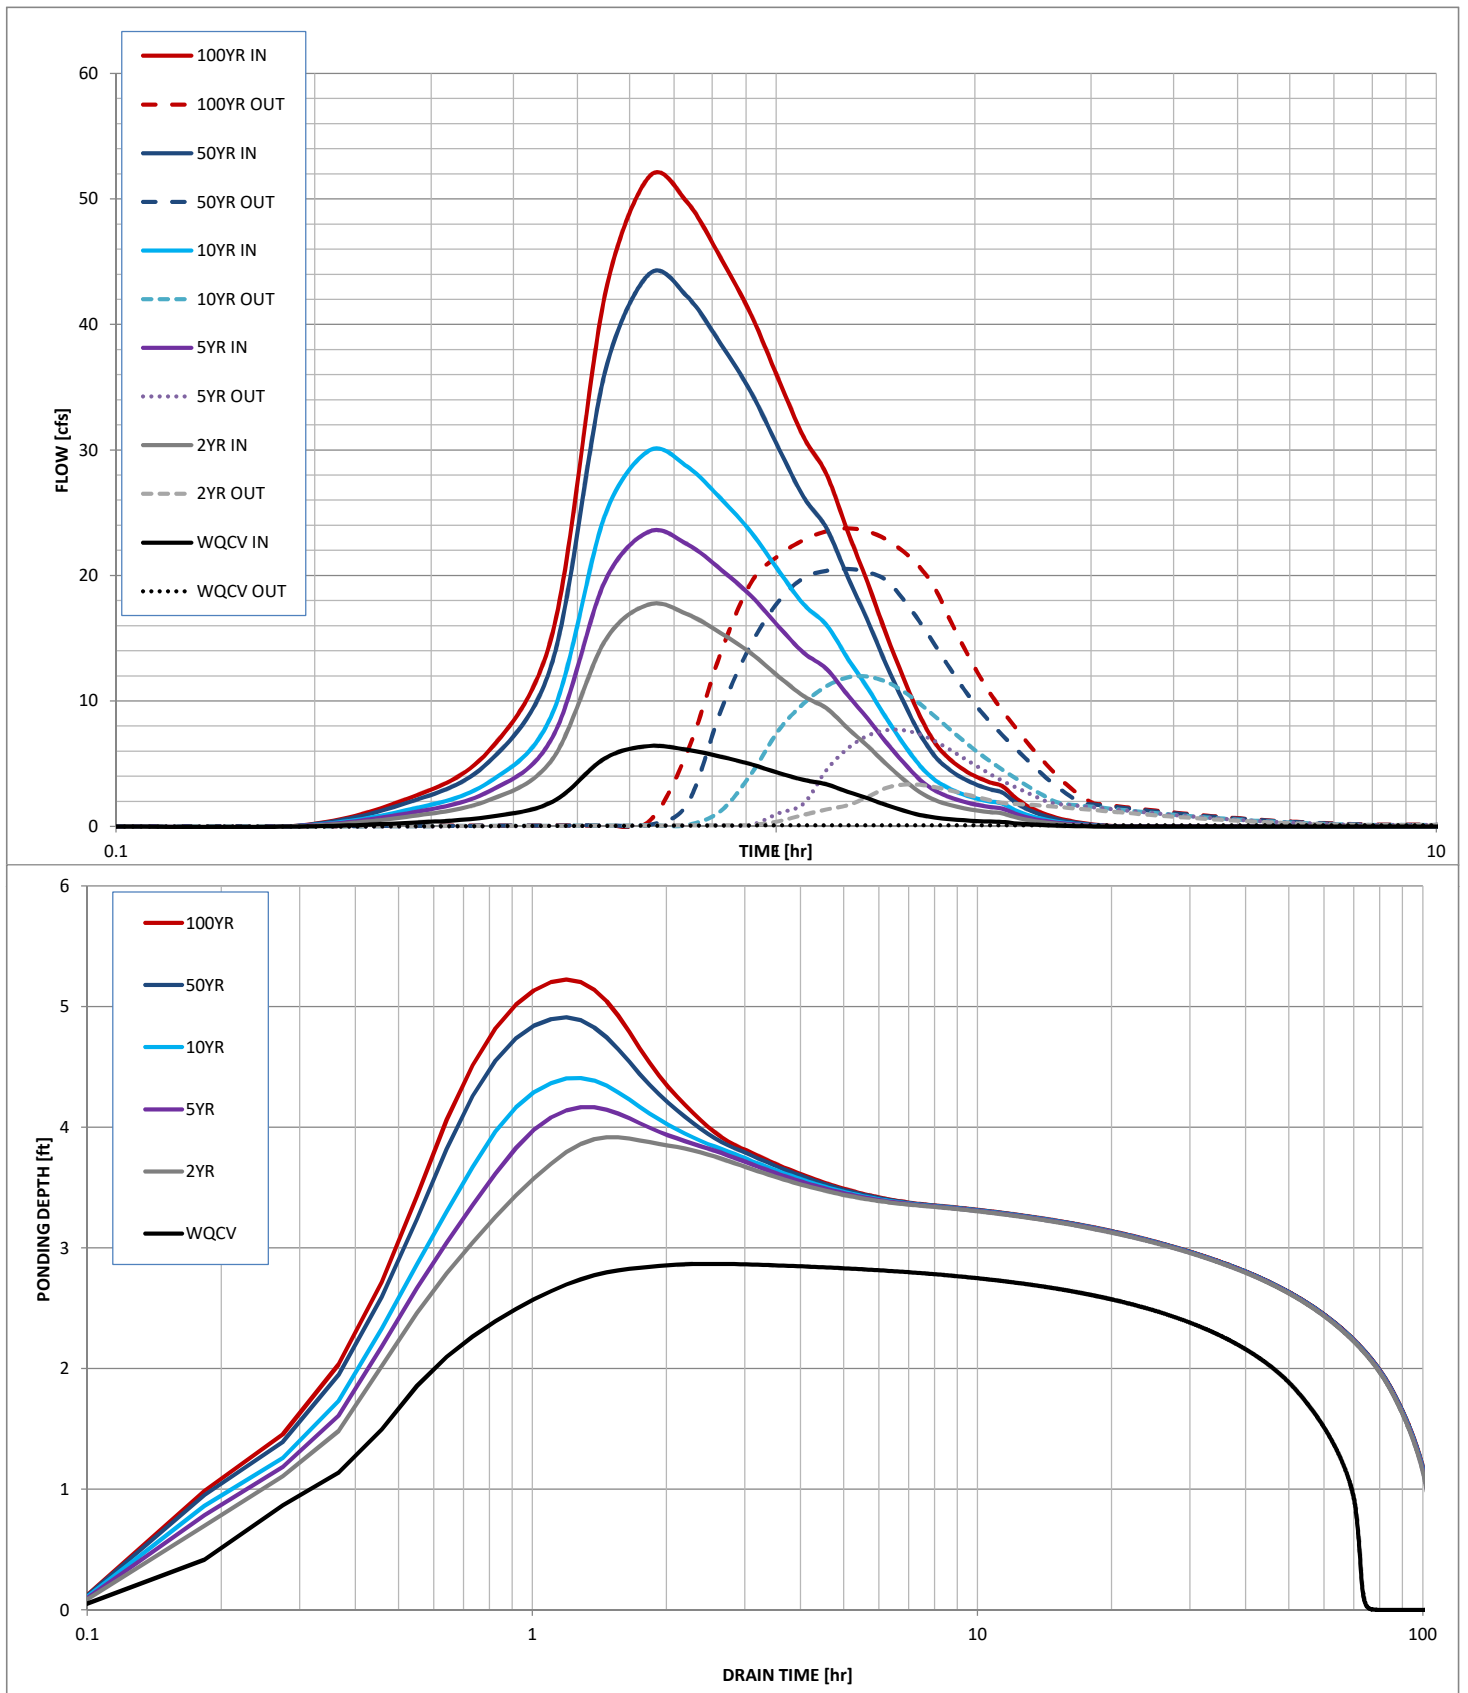 100YR IN
100YR OUT
50YR IN
50YR OUT
10YR IN
10YR OUT
5YR IN
5YR OUT
2YR IN
2YR OUT
WQCV IN
WQCV OUT
60
50
40
30
20
10
0
FLOW [cfs]
0.1
1
10
TIME [hr]
100YR
50YR
10YR
5YR
2YR
WQCV
6
5
4
3
2
1
0
PONDING DEPTH [ft]
0.1
1
10
100
DRAIN TIME [hr]